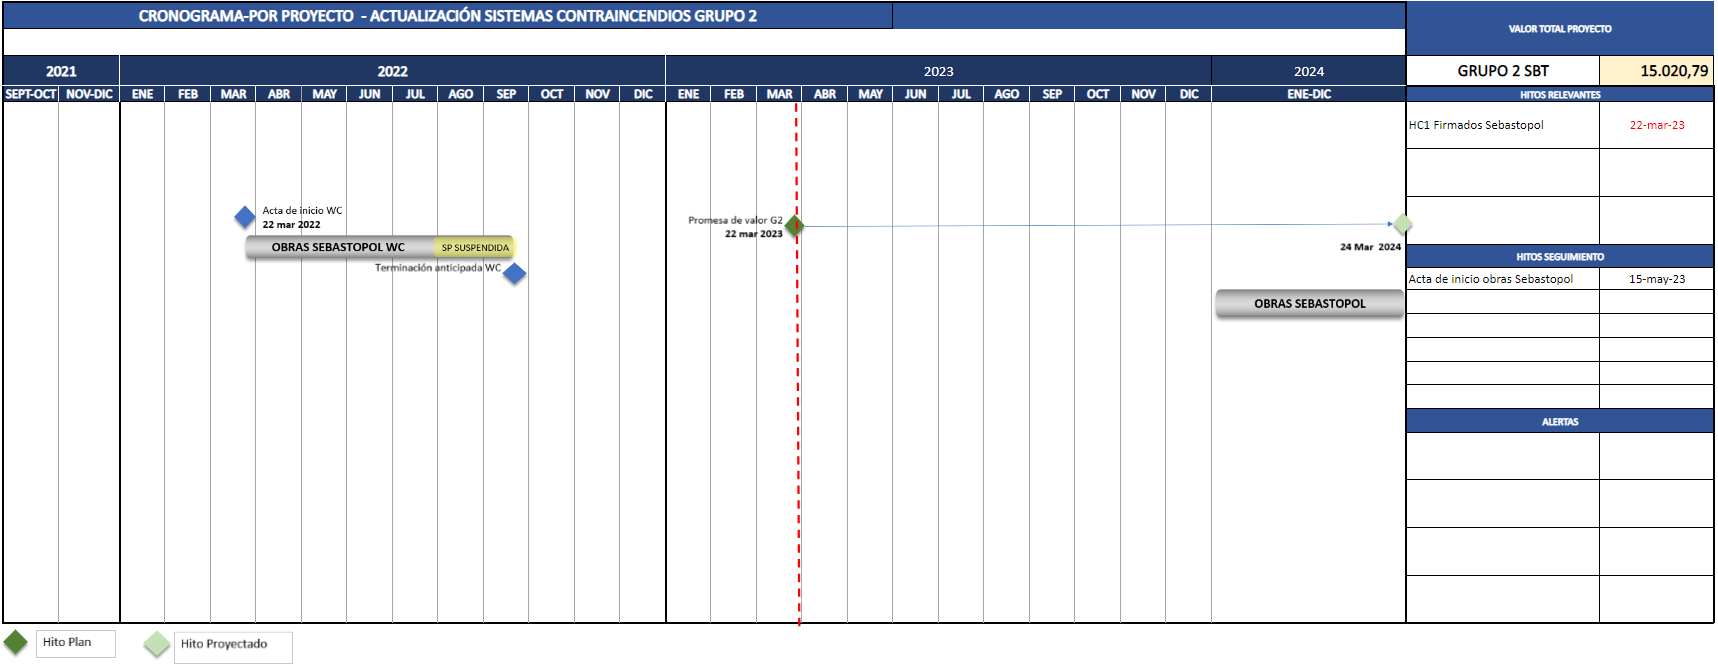 CRONOGRAMA-POR PROYECTO - ACTUALIZACIÓN SISTEMAS CONTRAINCENDIOS GRUPO 2
VALOR TOTAL PROYECTO
2021 2022 2023 2024
GRUPO 2 SBT 15.020,79
SEPT-OCT NOV-DIC ENE FEB MAR ABR MAY JUN JUL AGO SEP OCT NOV DIC ENE FEB MAR ABR MAY JUN JUL AGO SEP OCT NOV DIC ENE-DIC
HITOS RELEVANTES
HC1 Firmados Sebastopol 22-mar-23
Acta de inicio WC
22 mar 2022
OBRAS SEBASTOPOL WC SP SUSPENDIDA
Terminación anticipada WC
Promesa de valor G2
22 mar 2023
24 Mar 2024
OBRAS SEBASTOPOL
HITOS SEGUIMIENTO
Acta de inicio obras Sebastopol 15-may-23
ALERTAS
Hito Plan
Hito Proyectado